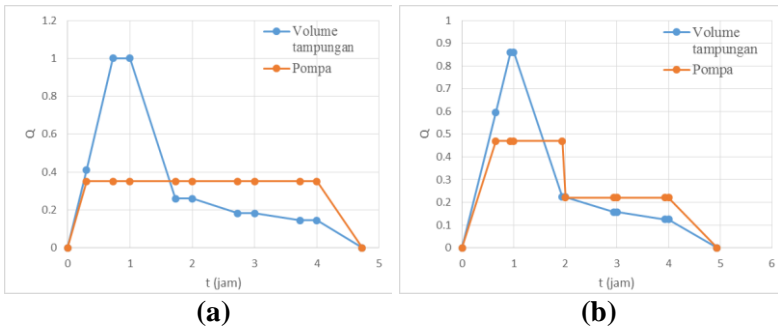 1.2
1
0.8
0.6
0.4
0.2
0
Q
0 1 2 3 4 5
t (jam)
Volume
tampungan
Pompa
(a)
1
0.9
0.8
0.7
0.6
0.5
0.4
0.3
0.2
0.1
0
Q
0 1 2 3 4 5 6
t (jam)
Volume
tampungan
Pompa
(b)